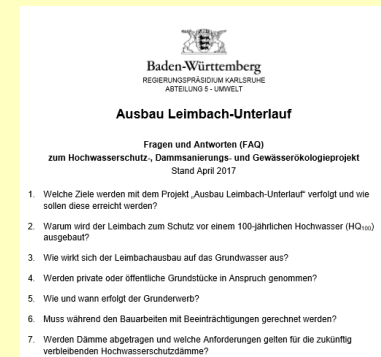 Baden-Württemberg
REGIERUNGSPRÄSIDIUM KARLSRUHE
ABTEILUNG 5 - UMWELT
Ausbau Leimbach-Unterlauf
Fragen und Antworten (FAQ)
zum Hochwasserschutz-, Dammsanierungs- und Gewässerökologieprojekt
Stand April 2017
1. Welche Ziele werden mit dem Projekt „Ausbau Leimbach-Unterlauf“ verfolgt und wie
sollen diese erreicht werden?
2. Warum wird der Leimbach zum Schutz vor einem 100-jährlichen Hochwasser (HQ₁₀₀)
ausgebaut?
3. Wie wirkt sich der Leimbachausbau auf das Grundwasser aus?
4. Werden private oder öffentliche Grundstücke in Anspruch genommen?
5. Wie und wann erfolgt der Grunderwerb?
6. Muss während den Bauarbeiten mit Beeinträchtigungen gerechnet werden?
7. Werden Dämme abgetragen und welche Anforderungen gelten für die zukünftig
verbleibenden Hochwasserschutzdämme?